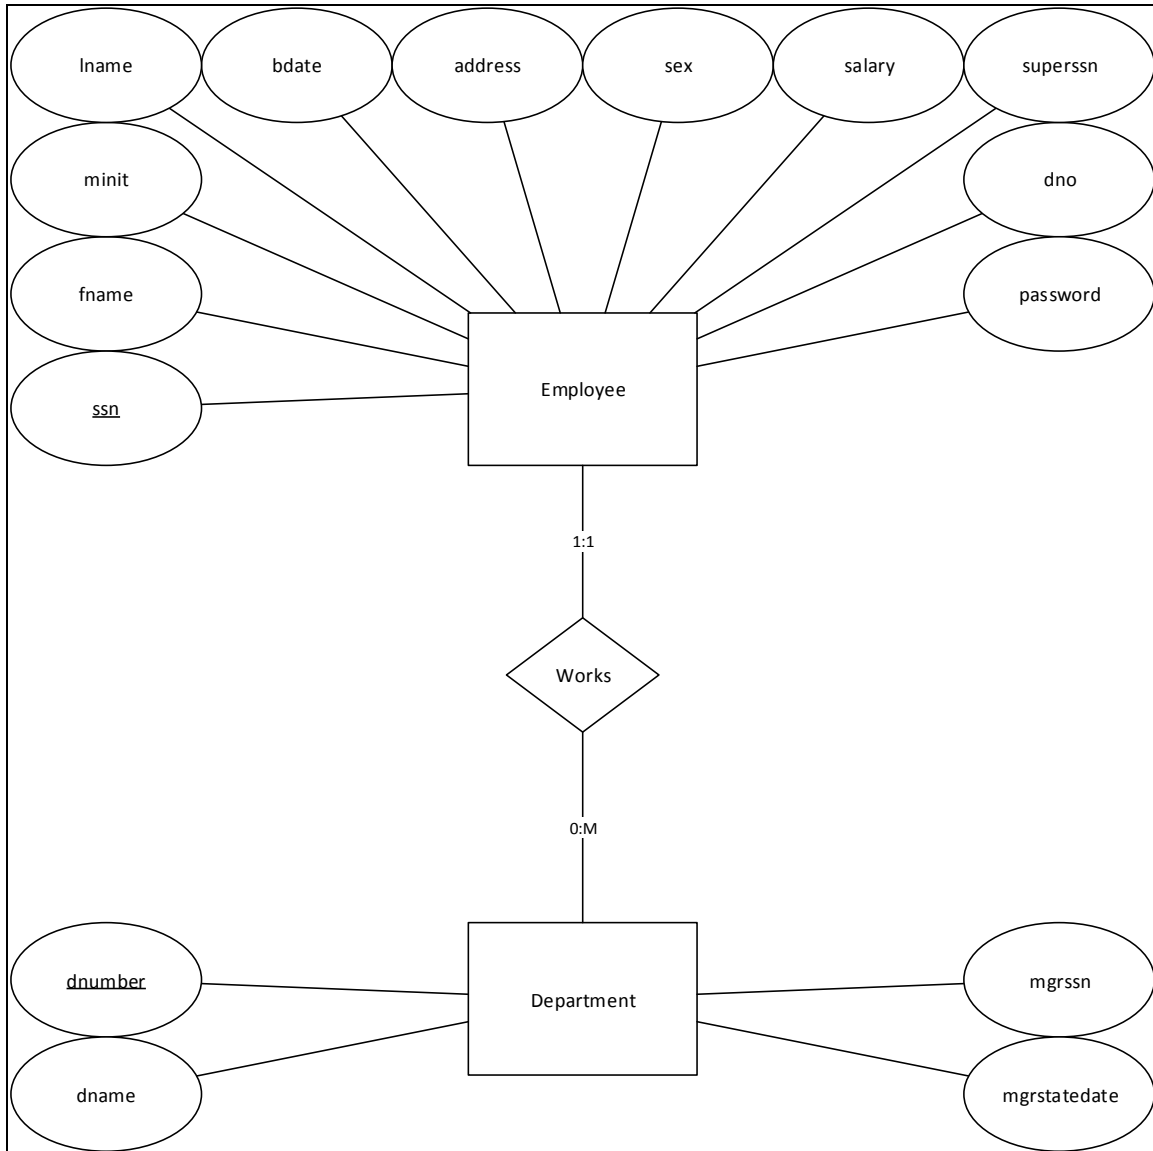 lname
bdate
address
sex
salary
superssn
minit
dno
fname
password
ssn
Employee
1:1
Works
0:M
dnumber
Department
mgrssn
dname
mgrstatedate